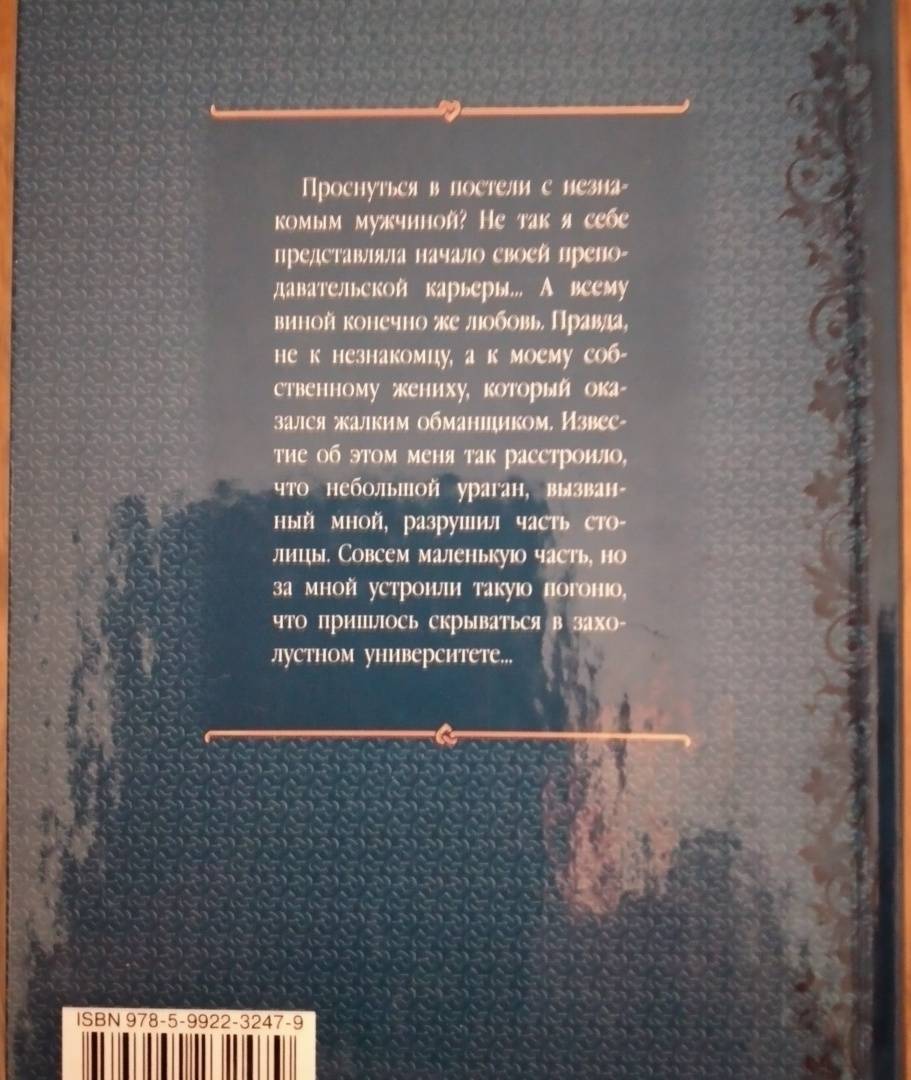 Проснуться в постели с незна-
комым мужчиной? Не так я себе
представляла начало своей препо-
давательской карьеры... А всему
виной конечно же любовь. Правда,
не к незнакомцу, а к моему соб-
ственному жениху, который ока-
зался жалким обманщиком. Извес-
тие об этом меня так расстроило,
что небольшой ураган, вызван-
ный мной, разрушил часть сто-
лицы. Совсем маленькую часть, но
за мной устроили такую погоню,
что пришлось скрываться в захо-
лустном университете...
ISBN 978-5-9922-3247-9